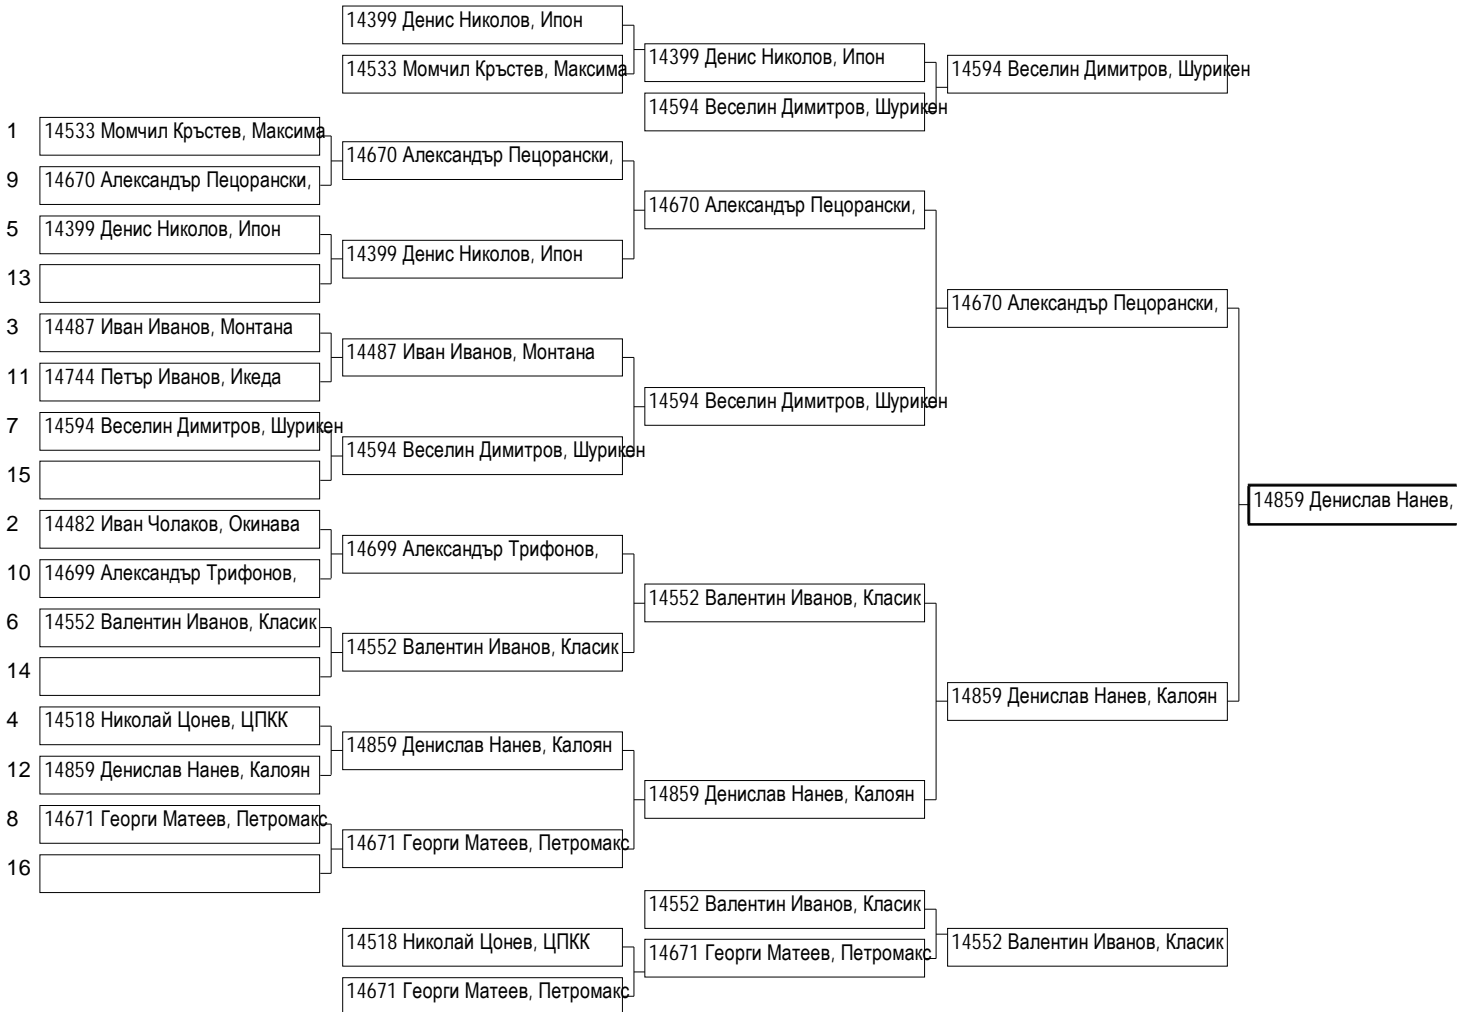 14399 Денис Николов, Ипон
14533 Момчил Кръстев, Максима
14399 Денис Николов, Ипон
14594 Веселин Димитров, Шурикен
14594 Веселин Димитров, Шурикен
1 14533 Момчил Кръстев, Максима
14670 Александър Пецорански,
9 14670 Александър Пецорански,
14670 Александър Пецорански,
5 14399 Денис Николов, Ипон
14399 Денис Николов, Ипон
13
14670 Александър Пецорански,
3 14487 Иван Иванов, Монтана
14487 Иван Иванов, Монтана
11 14744 Петър Иванов, Икеда
14594 Веселин Димитров, Шурикен
7 14594 Веселин Димитров, Шурикен
14594 Веселин Димитров, Шурикен
15
14859 Денислав Нанев,
2 14482 Иван Чолаков, Окинава
14699 Александър Трифонов,
10 14699 Александър Трифонов,
14552 Валентин Иванов, Класик
6 14552 Валентин Иванов, Класик
14552 Валентин Иванов, Класик
14
14859 Денислав Нанев, Калоян
4 14518 Николай Цонев, ЦПКК
14859 Денислав Нанев, Калоян
12 14859 Денислав Нанев, Калоян
14859 Денислав Нанев, Калоян
8 14671 Георги Матеев, Петромакс
14671 Георги Матеев, Петромакс
16
14552 Валентин Иванов, Класик
14518 Николай Цонев, ЦПКК
14671 Георги Матеев, Петромакс
14552 Валентин Иванов, Класик
14671 Георги Матеев, Петромакс